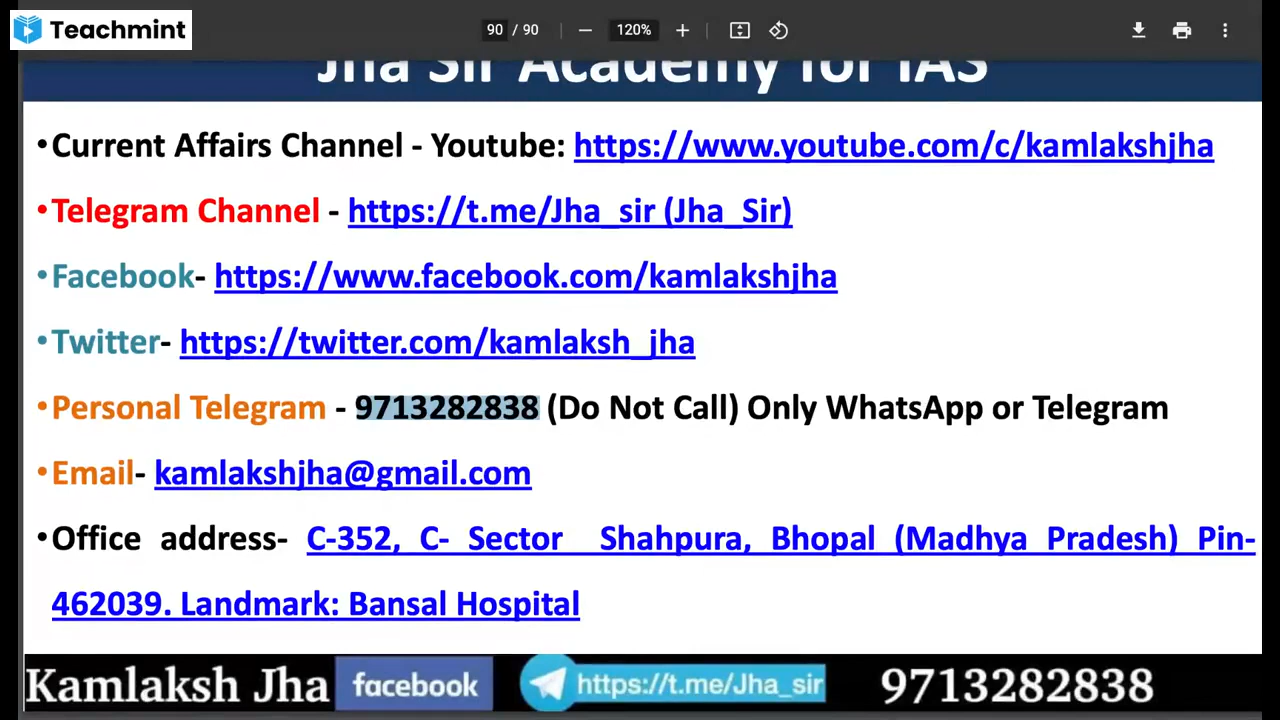 Teachmint
90 / 90
120%
Jha Sir Academy for IAS
•Current Affairs Channel - Youtube: https://www.youtube.com/c/kamlakshjha
•Telegram Channel - https://t.me/Jha_sir (Jha_Sir)
•Facebook- https://www.facebook.com/kamlakshjha
•Twitter- https://twitter.com/kamlaksh_jha
•Personal Telegram - 9713282838 (Do Not Call) Only WhatsApp or Telegram
•Email- kamlakshjha@gmail.com
•Office address- C-352, C- Sector Shahpura, Bhopal (Madhya Pradesh) Pin-
462039. Landmark: Bansal Hospital
Kamlaksh Jha facebook https://t.me/Jha_sir 9713282838